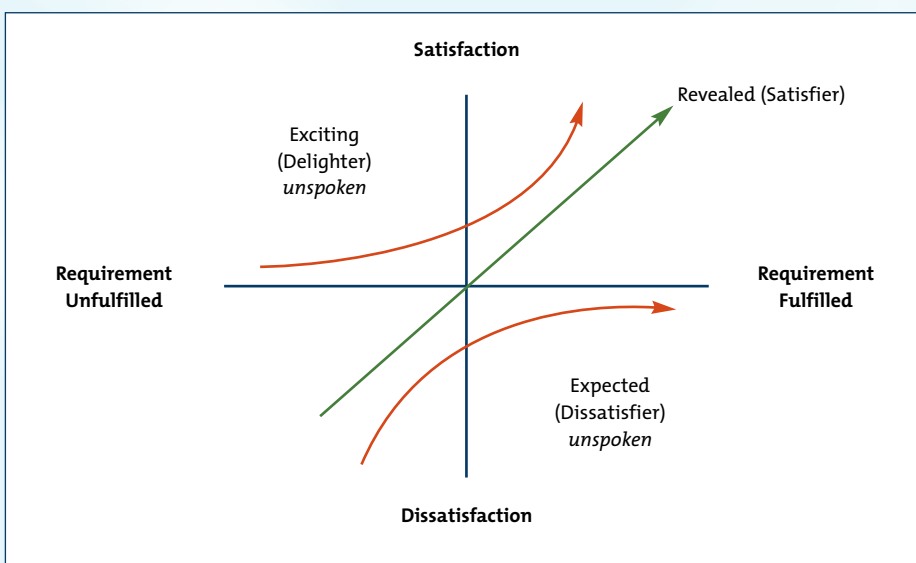 Satisfaction
Revealed (Satisfier)
Exciting
(Delighter)
unspoken
Requirement
Unfulfilled
Requirement
Fulfilled
Expected
(Dissatisfier)
unspoken
Dissatisfaction